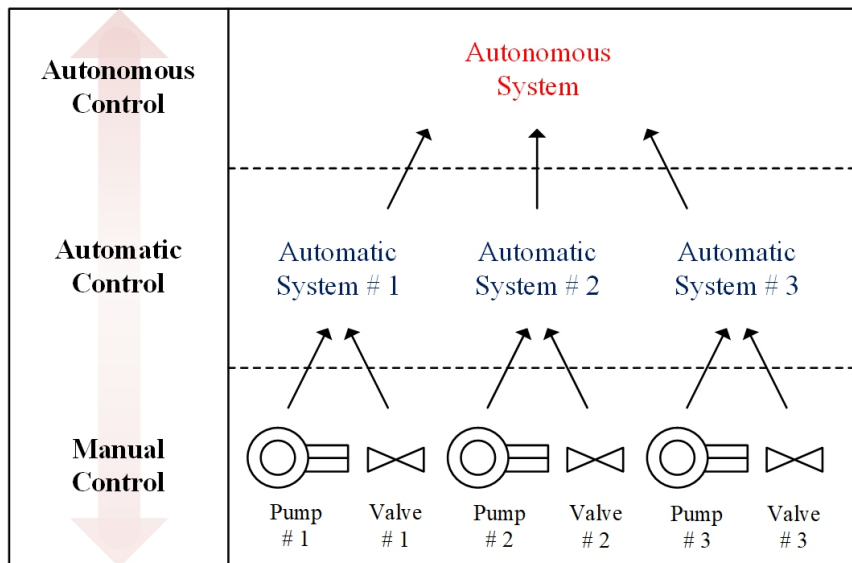 Autonomous
Control
Autonomous
System
Automatic
Control
Automatic
System # 1
Automatic
System # 2
Automatic
System # 3
Manual
Control
Pump
# 1
Valve
# 1
Pump
# 2
Valve
# 2
Pump
# 3
Valve
# 3